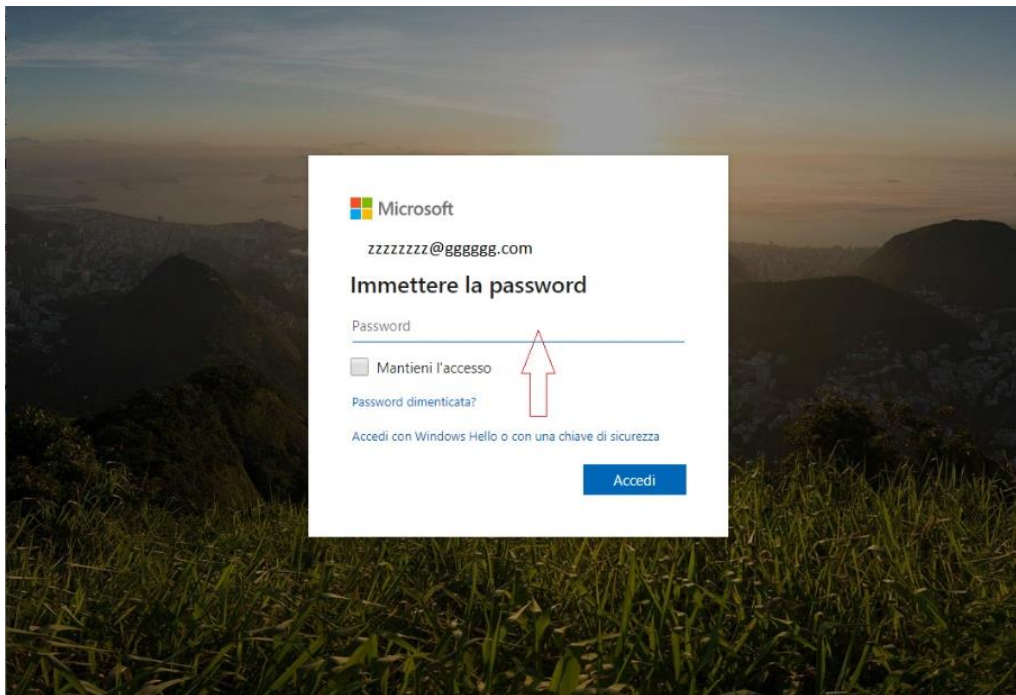 Microsoft
zzzzzzzz@gggggg.com
Immettere la password
Password
Mantieni l'accesso
Password dimenticata?
Accedi con Windows Hello o con una chiave di sicurezza
Accedi